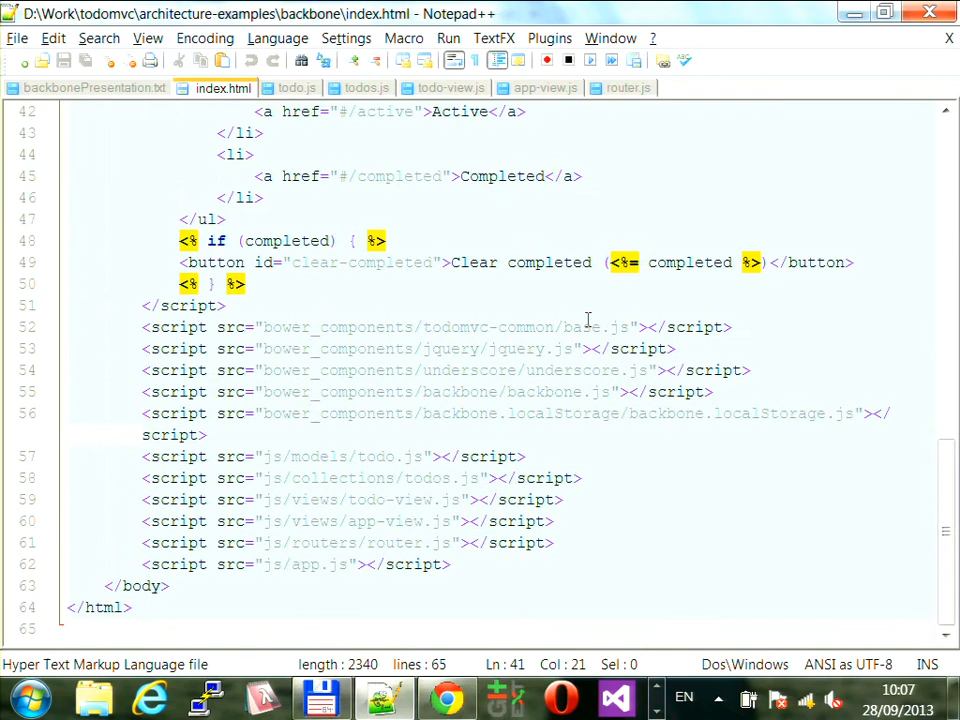 D:\Work\todomvc\architecture-examples\backbone\index.html - Notepad++
File Edit Search View Encoding Language Settings Macro Run TextFX Plugins Window ? X
backbonePresentation.txt index.html todo.js todos.js todo-view.js app-view.js router.js
42 <a href="#/active">Active</a>
43 </li>
44 <li>
45 <a href="#/completed">Completed</a>
46 </li>
47 </ul>
48 <% if (completed) { %>
49 <button id="clear-completed">Clear completed (<%= completed %>)</button>
50 <% } %>
51 </script>
52 <script src="bower_components/todomvc-common/base.js"></script>
53 <script src="bower_components/jquery/jquery.js"></script>
54 <script src="bower_components/underscore/underscore.js"></script>
55 <script src="bower_components/backbone/backbone.js"></script>
56 <script src="bower_components/backbone.localStorage/backbone.localStorage.js"></
script>
57 <script src="js/models/todo.js"></script>
58 <script src="js/collections/todos.js"></script>
59 <script src="js/views/todo-view.js"></script>
60 <script src="js/views/app-view.js"></script>
61 <script src="js/routers/router.js"></script>
62 <script src="js/app.js"></script>
63 </body>
64 </html>
65
Hyper Text Markup Language file length : 2340 lines : 65 Ln : 41 Col : 21 Sel : 0 Dos\Windows ANSI as UTF-8 INS
EN 10:07
28/09/2013